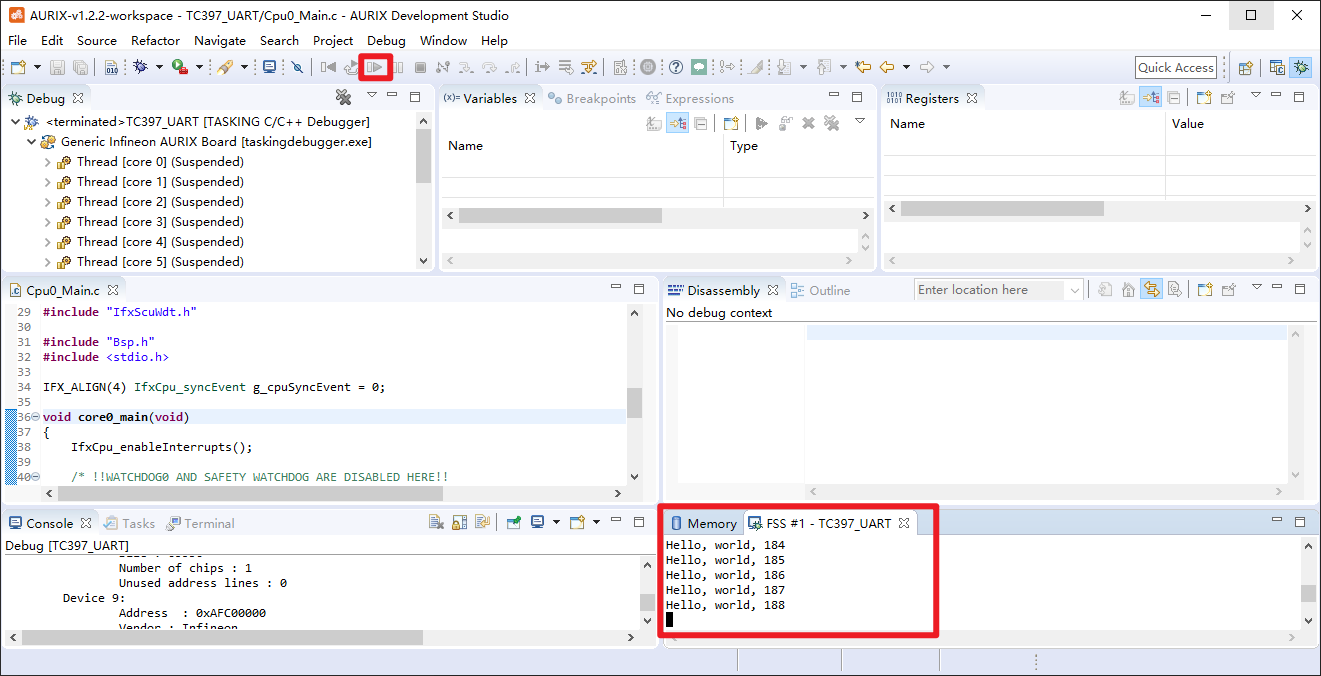 AURIX-v1.2.2-workspace - TC397_UART/Cpu0_Main.c - AURIX Development Studio
File Edit Source Refactor Navigate Search Project Debug Window Help
Quick Access
Debug
<terminated>TC397_UART [TASKING C/C++ Debugger]
Generic Infineon AURIX Board [taskingdebugger.exe]
Thread [core 0] (Suspended)
Thread [core 1] (Suspended)
Thread [core 2] (Suspended)
Thread [core 3] (Suspended)
Thread [core 4] (Suspended)
Thread [core 5] (Suspended)
(x)= Variables Breakpoints Expressions
Name Type
1010 0101 Registers
Name Value
Cpu0_Main.c
29 #include "IfxScuWdt.h"
30
31 #include "Bsp.h"
32 #include <stdio.h>
33
34 IFX_ALIGN(4) IfxCpu_syncEvent g_cpuSyncEvent = 0;
35
36 void core0_main(void)
37 {
38 IfxCpu_enableInterrupts();
39
40 /* !!WATCHDOG0 AND SAFETY WATCHDOG ARE DISABLED HERE!!
Disassembly Outline Enter location here
No debug context
Console Tasks Terminal
Debug [TC397_UART]
Number of chips : 1
Unused address lines : 0
Device 9:
Address : 0xAFC00000
Vendor : Infineon
Memory FSS #1 - TC397_UART
Hello, world, 184
Hello, world, 185
Hello, world, 186
Hello, world, 187
Hello, world, 188